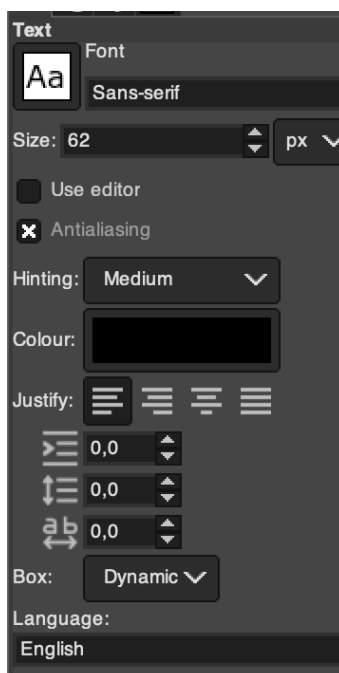 Text
Font
Aa
Sans-serif
Size: 62 px
Use editor
Antialiasing
Hinting: Medium
Colour:
Justify:
0,0
0,0
ab 0,0
Box: Dynamic
Language:
English